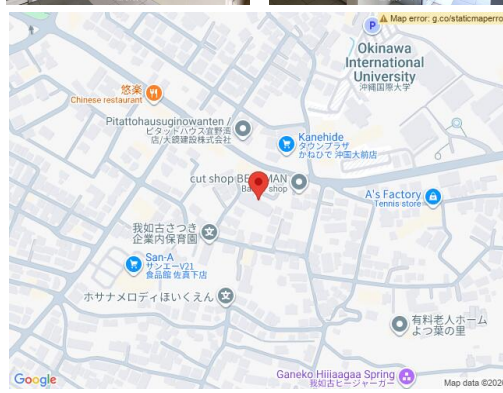 Map error: g.co/staticmaperro
P
Okinawa
International
University
沖縄国際大学
悠楽
Chinese restaurant
Pitattohausuginowanten /
ピタットハウス宜野湾
店/大鏡建設株式会社
Kanehide
タウンプラザ
かねひで 沖国大前店
cut shop BE
MAN
Ba
shop
A's Factory
Tennis store
我如古さつき
企業内保育園
San-A
サンエーV21
食品館 佐真下店
ホサナメロディほいくえん
有料老人ホーム
よつ葉の里
Ganeko Hiiiaagaa Spring
我如古ヒージャーガー
Google
Map data ©2026